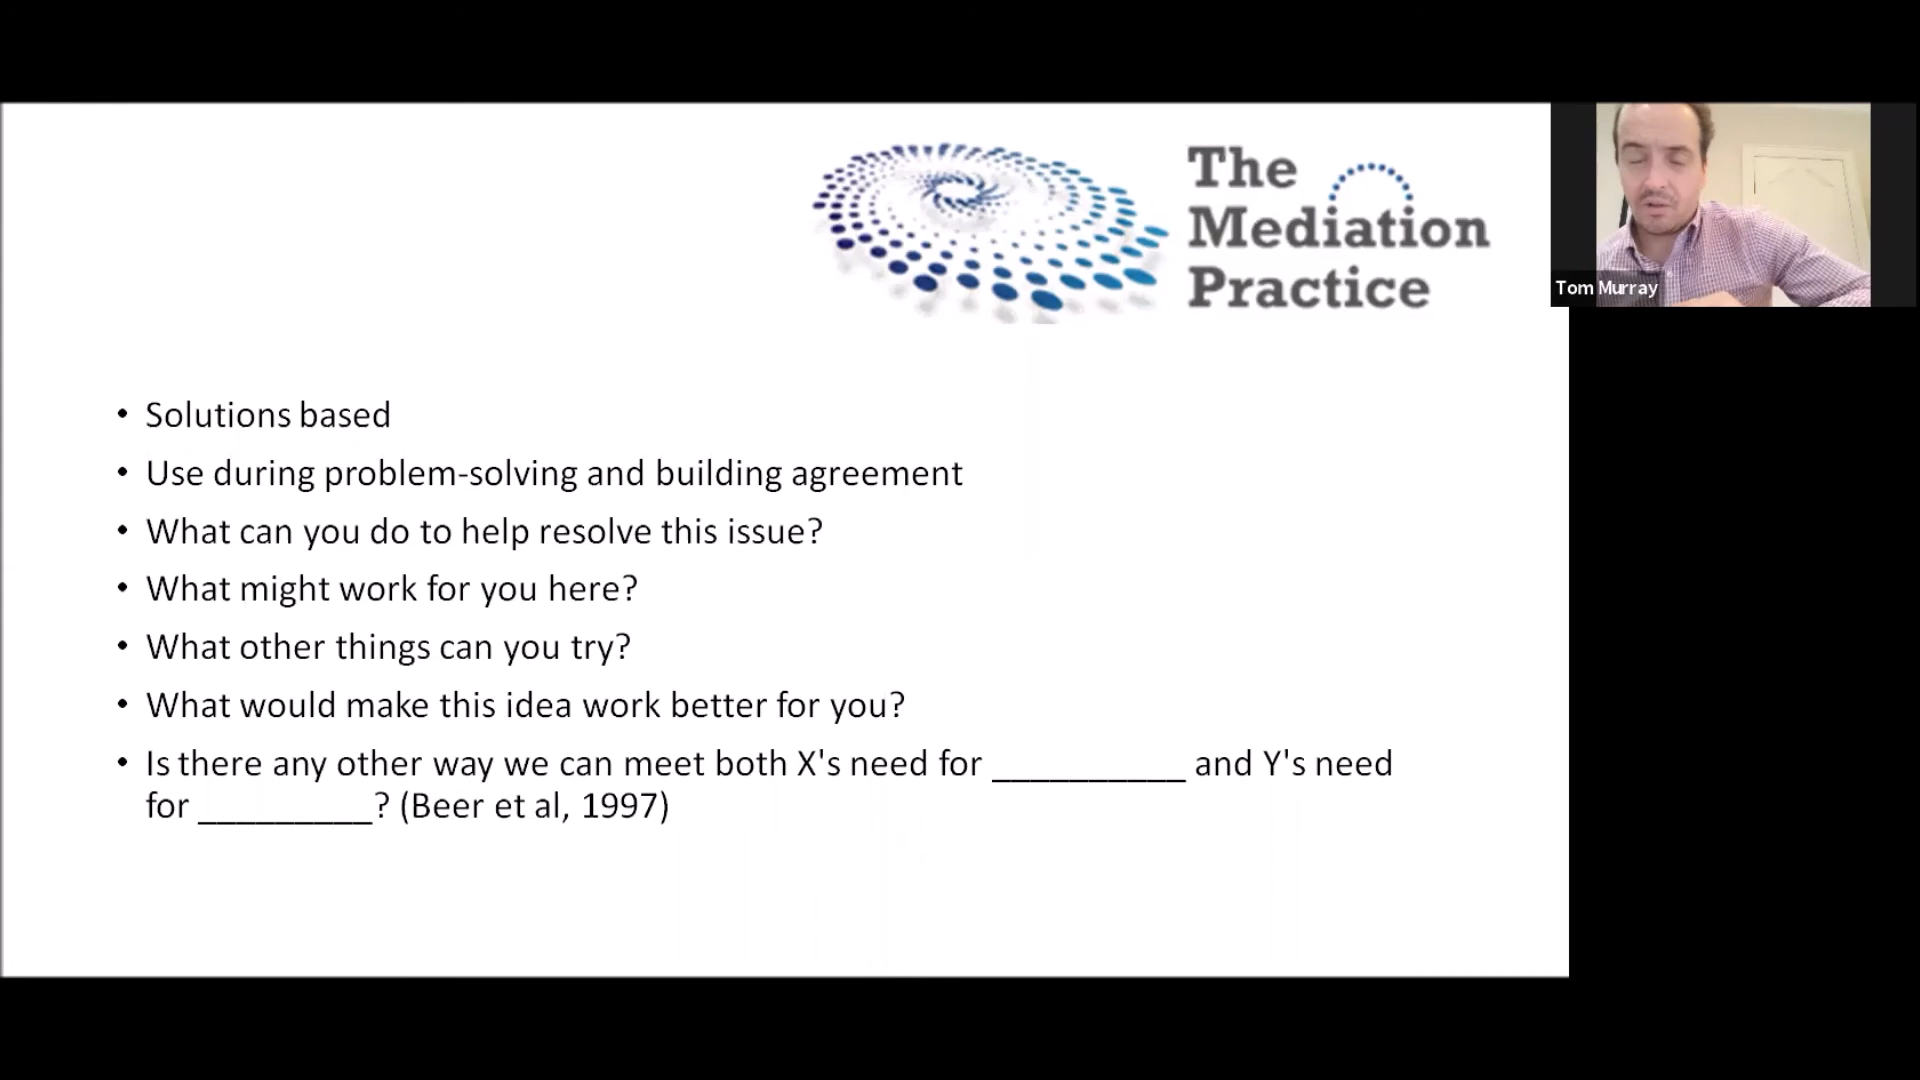 The
Mediation
Practice
Tom Murray
• Solutions based
• Use during problem-solving and building agreement
• What can you do to help resolve this issue?
• What might work for you here?
• What other things can you try?
• What would make this idea work better for you?
• Is there any other way we can meet both X's need for __________ and Y's need
for _________? (Beer et al, 1997)